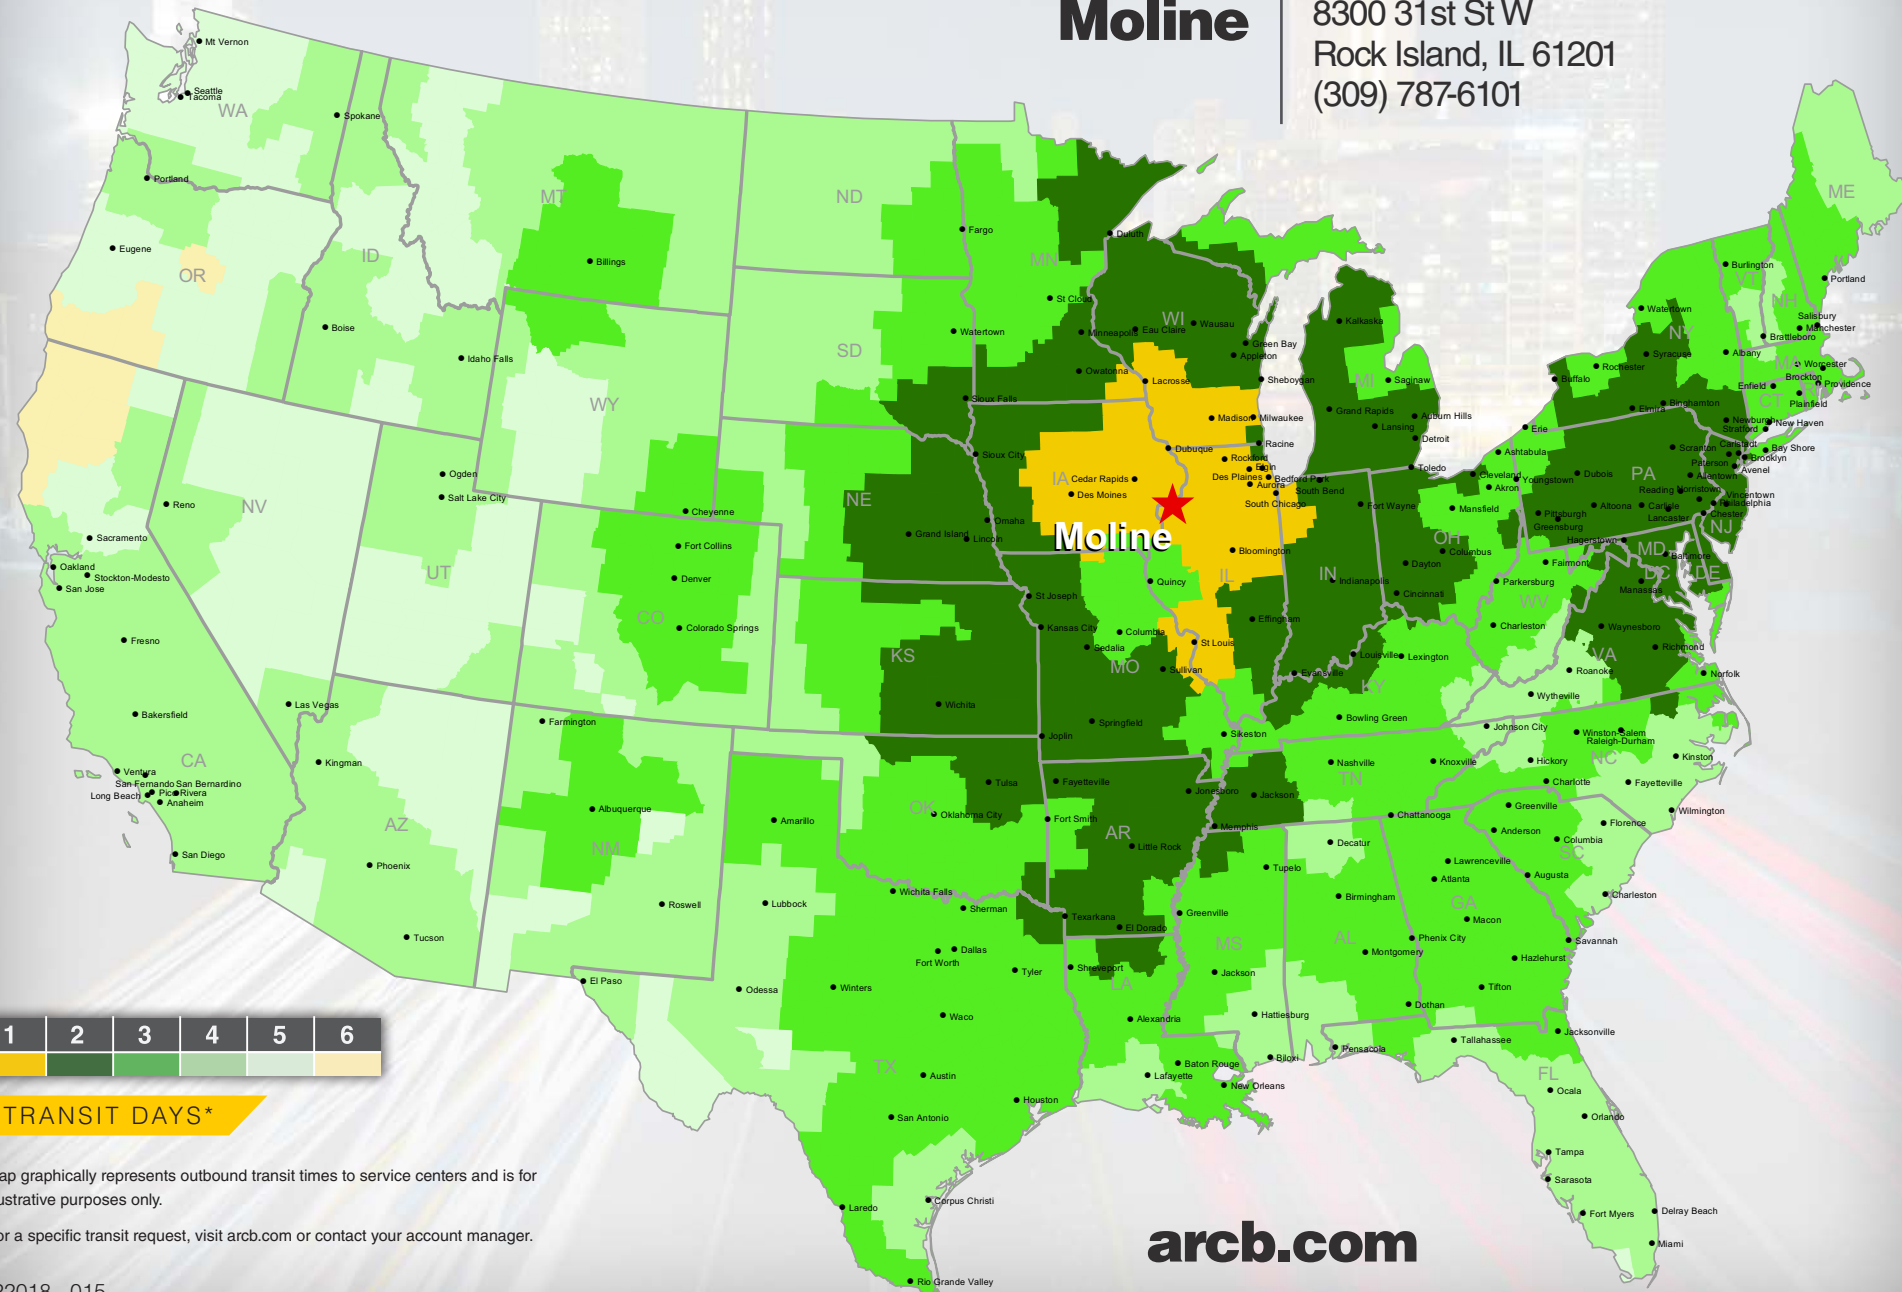 Moline
8300 31st St W
Rock Island, IL 61201
(309) 787-6101
Mt Vernon
Seattle
Tacoma
WA
Spokane
Portland
Eugene
OR
ID
Boise
Idaho Falls
MT
Billings
ND
Fargo
MN
Duluth
St Cloud
Minneapolis
Watertown
SD
Owatonna
Sioux Falls
WI
Eau Claire
Wausau
Green Bay
Appleton
Lacrosse
Sheboygan
Madison
Milwaukee
Racine
Kalkaska
MI
Saginaw
Grand Rapids
Auburn Hills
Lansing
Detroit
ME
Burlington
VT
NH
Portland
Salisbury
Manchester
Brattleboro
Watertown
NY
Syracuse
Albany
MA
Worcester
Brockton
Rochester
Buffalo
Enfield
Providence
CT
RI
Plainfield
Elmira
Binghamton
Newburgh
New Haven
Stratford
Erie
Scranton
Carlstadt
Bay Shore
Brooklyn
Paterson
Avenel
Allentown
Ashtabula
Cleveland
Youngstown
Akron
Dubois
PA
Reading
Norristown
Vincentown
Philadelphia
Chester
Mansfield
Pittsburgh
Greensburg
Altoona
Carlisle
Lancaster
NJ
Hagerstown
MD
Baltimore
DC
DE
Manassas
WY
NE
Sioux City
IA
Cedar Rapids
Des Moines
Dubuque
Rockford
Elgin
Des Plaines
Bedford Park
Aurora
South Chicago
South Bend
Toledo
Fort Wayne
Moline
Omaha
Grand Island
Lincoln
Bloomington
IL
IN
Indianapolis
OH
Columbus
Dayton
Cincinnati
Parkersburg
Fairmont
WV
Charleston
Waynesboro
VA
Richmond
Norfolk
Roanoke
Wytheville
Reno
NV
Ogden
Salt Lake City
UT
Cheyenne
Fort Collins
Denver
CO
Colorado Springs
Sacramento
Oakland
Stockton-Modesto
San Jose
Fresno
Bakersfield
CA
Ventura
San Fernando
San Bernardino
Long Beach
Pico Rivera
Anaheim
San Diego
Las Vegas
Kingman
AZ
Phoenix
Tucson
Farmington
Albuquerque
NM
Roswell
KS
Wichita
St Joseph
Kansas City
Quincy
Columbia
Sedalia
MO
St Louis
Sullivan
Effingham
Evansville
Louisville
Lexington
KY
Bowling Green
Springfield
Joplin
Sikeston
Johnson City
Winston-Salem
Raleigh-Durham
NC
Hickory
Kinston
Charlotte
Fayetteville
Wilmington
Nashville
TN
Knoxville
Chattanooga
Jackson
Memphis
Tulsa
OK
Oklahoma City
Fayetteville
Jonesboro
Fort Smith
AR
Little Rock
Texarkana
El Dorado
Amarillo
Lubbock
Wichita Falls
Sherman
Dallas
Fort Worth
Tyler
El Paso
Odessa
Winters
Waco
TX
Austin
Houston
San Antonio
Corpus Christi
Laredo
Rio Grande Valley
Shreveport
LA
Alexandria
Baton Rouge
Lafayette
New Orleans
Greenville
MS
Jackson
Hattiesburg
Biloxi
Tupelo
Decatur
Birmingham
AL
Montgomery
Phenix City
Dothan
Greenville
Anderson
Florence
Columbia
SC
Charleston
Lawrenceville
Atlanta
Augusta
GA
Macon
Savannah
Hazlehurst
Tifton
Pensacola
Tallahassee
Jacksonville
FL
Ocala
Orlando
Tampa
Sarasota
Fort Myers
Delray Beach
Miami
1 2 3 4 5 6
TRANSIT DAYS*
ap graphically represents outbound transit times to service centers and is for
ustrative purposes only.
or a specific transit request, visit arcb.com or contact your account manager.
arcb.com